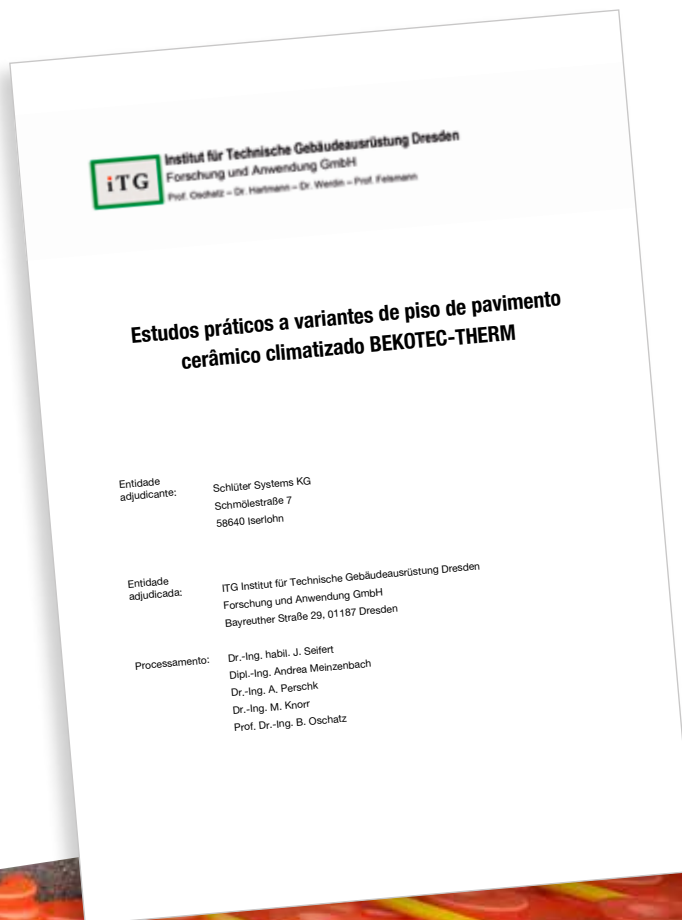 iTG
Institut für Technische Gebäudeausrüstung Dresden
Forschung und Anwendung GmbH
Prof. Oschatz – Dr. Hartmann – Dr. Werdin – Prof. Felsmann
Estudos práticos a variantes de piso de pavimento
cerâmico climatizado BEKOTEC-THERM
Entidade
adjudicante:
Schlüter Systems KG
Schmölestraße 7
58640 Iserlohn
Entidade
adjudicada:
ITG Institut für Technische Gebäudeausrüstung Dresden
Forschung und Anwendung GmbH
Bayreuther Straße 29, 01187 Dresden
Processamento:
Dr.-Ing. habil. J. Seifert
Dipl.-Ing. Andrea Meinzenbach
Dr.-Ing. A. Perschk
Dr.-Ing. M. Knorr
Prof. Dr.-Ing. B. Oschatz